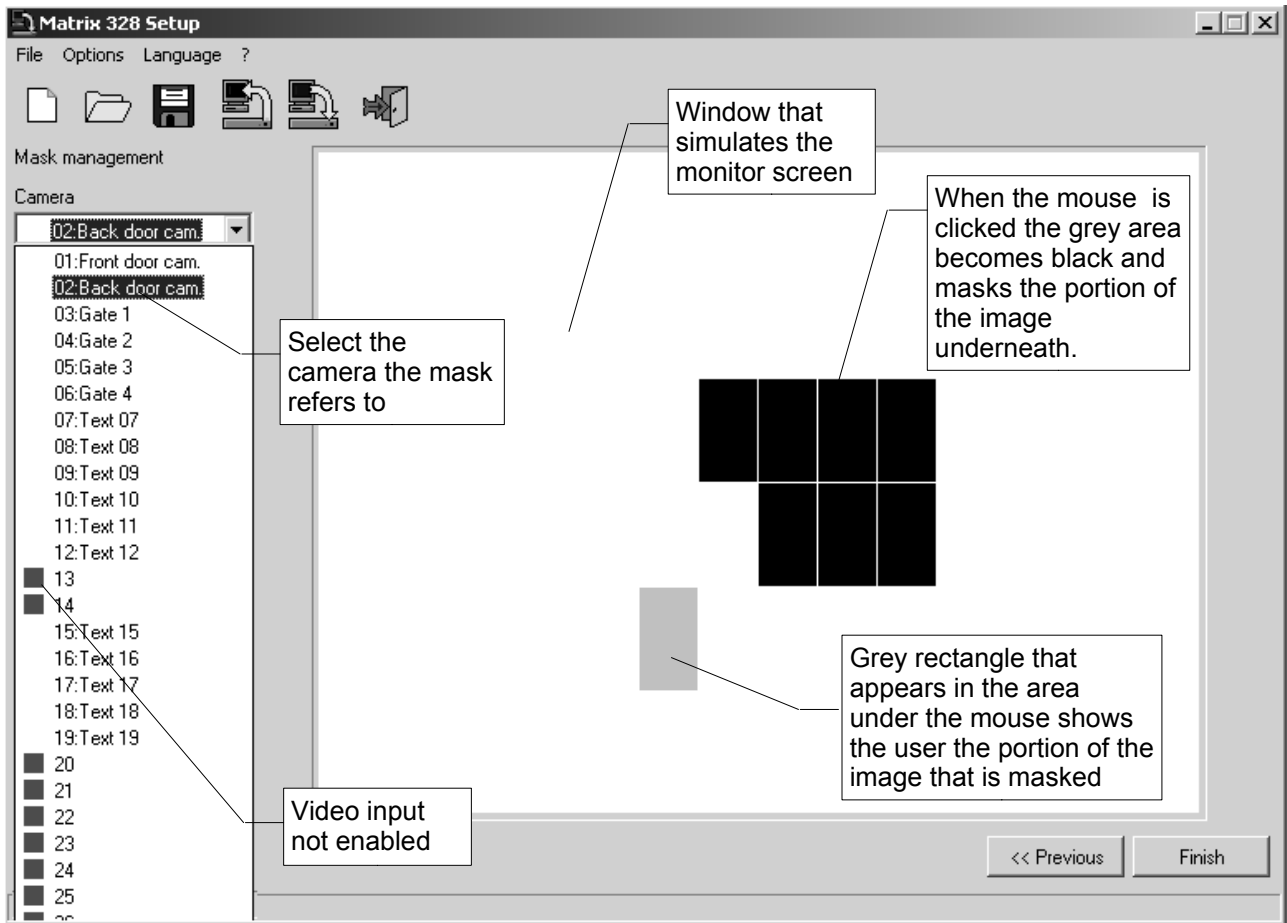 Matrix 328 Setup
File Options Language ?
Mask management
Camera
02:Back door cam.
01:Front door cam.
02:Back door cam.
03:Gate 1
04:Gate 2
05:Gate 3
06:Gate 4
07:Text 07
08:Text 08
09:Text 09
10:Text 10
11:Text 11
12:Text 12
13
14
15:Text 15
16:Text 16
17:Text 17
18:Text 18
19:Text 19
20
21
22
23
24
25
Window that
simulates the
monitor screen
When the mouse is
clicked the grey area
becomes black and
masks the portion of
the image
underneath.
Select the
camera the mask
refers to
Grey rectangle that
appears in the area
under the mouse shows
the user the portion of the
image that is masked
Video input
not enabled
<< Previous
Finish